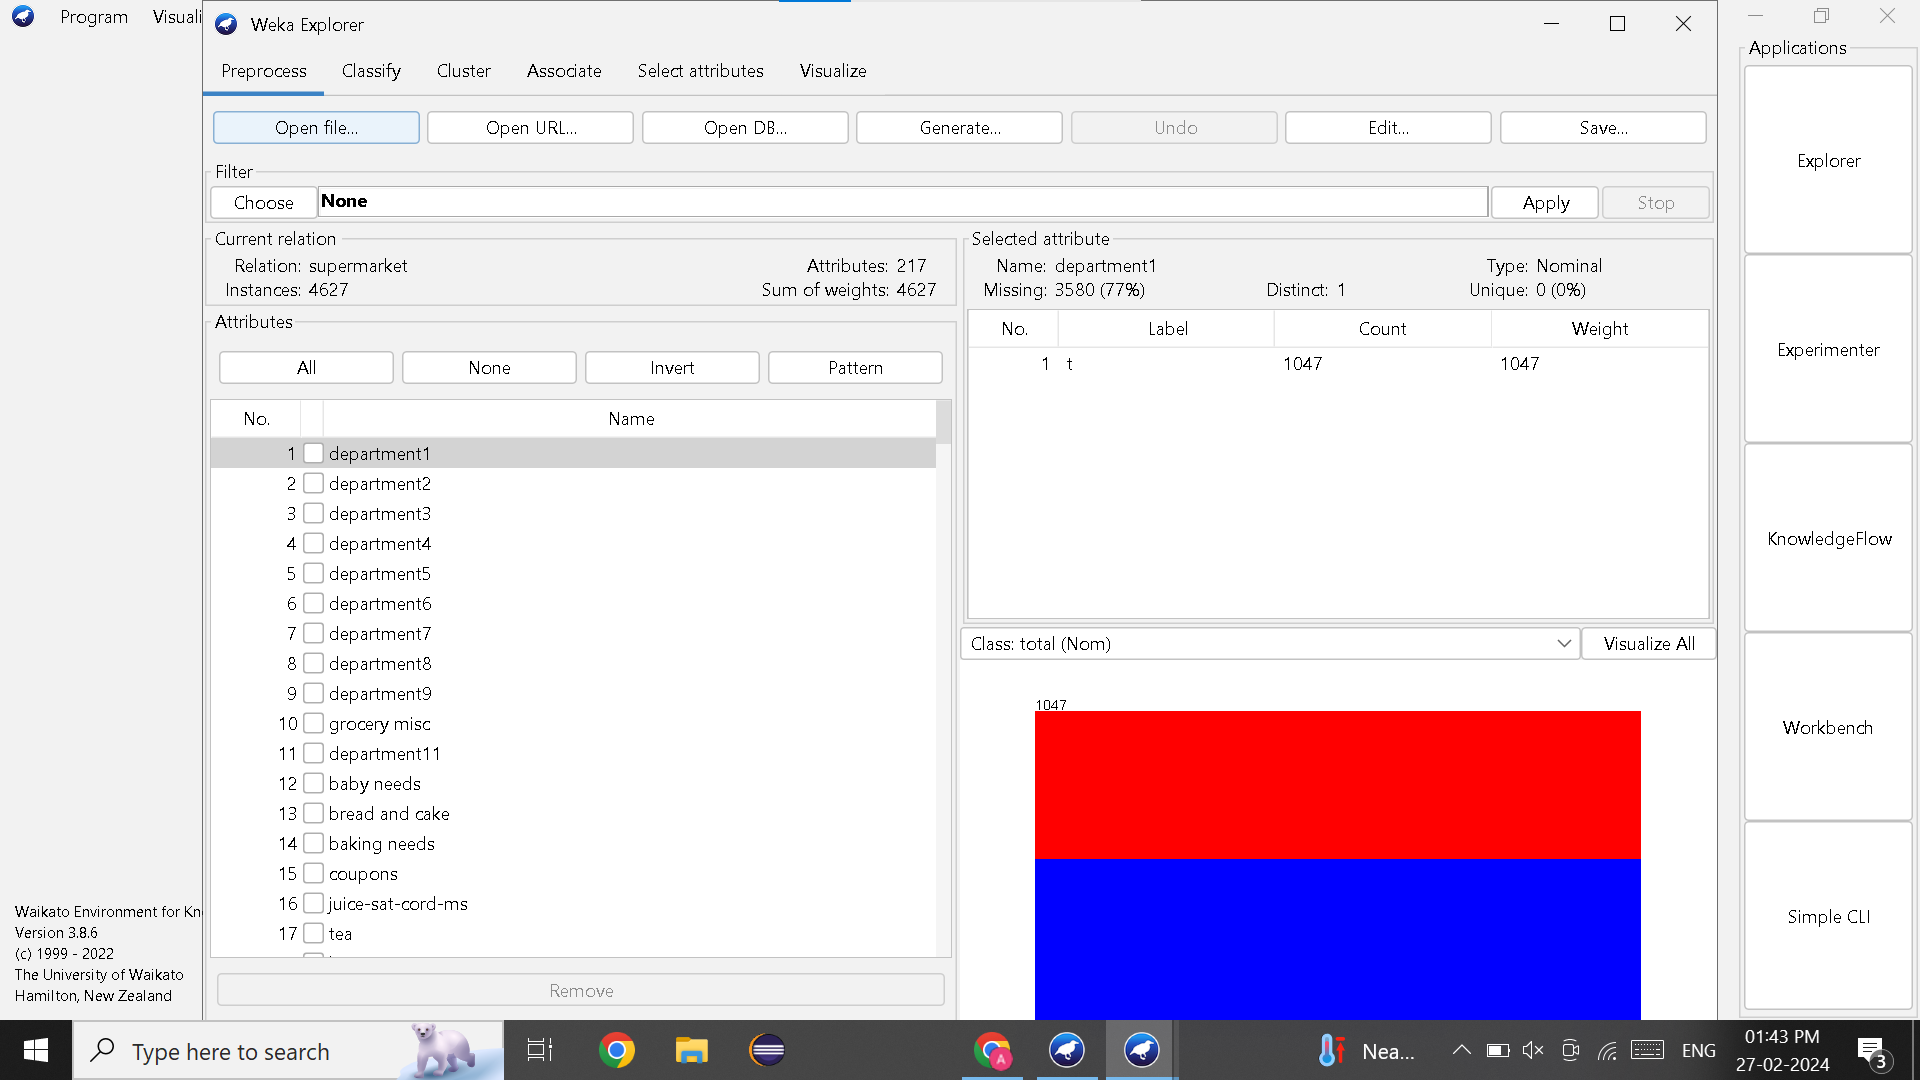 Program Visuali
Weka Explorer
Preprocess Classify Cluster Associate Select attributes Visualize
Open file... Open URL... Open DB... Generate... Undo Edit... Save...
Filter
Choose None Apply Stop
Current relation
Relation: supermarket Attributes: 217
Instances: 4627 Sum of weights: 4627
Selected attribute
Name: department1 Type: Nominal
Missing: 3580 (77%) Distinct: 1 Unique: 0 (0%)
No. Label Count Weight
1 t 1047 1047
Attributes
All None Invert Pattern
No. Name
1 department1
2 department2
3 department3
4 department4
5 department5
6 department6
7 department7
8 department8
9 department9
10 grocery misc
11 department11
12 baby needs
13 bread and cake
14 baking needs
15 coupons
16 juice-sat-cord-ms
17 tea
Remove
Class: total (Nom) Visualize All
1047
Applications
Explorer
Experimenter
KnowledgeFlow
Workbench
Simple CLI
Waikato Environment for Kn
Version 3.8.6
(c) 1999 - 2022
The University of Waikato
Hamilton, New Zealand
Type here to search
A
Nea...
ENG
01:43 PM
27-02-2024
3